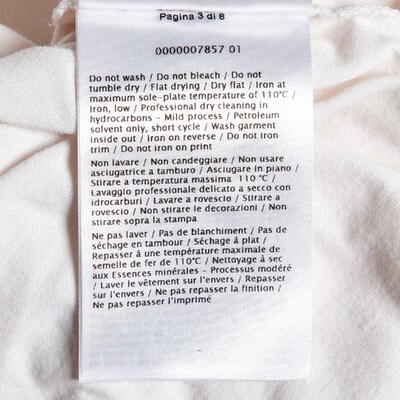 Pagina 3 di 8
0000007857 01
Do not wash / Do not bleach / Do not
tumble dry / Flat drying / Dry flat / Iron at
maximum sole-plate temperature of 110°C /
Iron, low / Professional dry cleaning in
hydrocarbons - Mild process / Petroleum
solvent only, short cycle / Wash garment
inside out / Iron on reverse / Do not iron
trim / Do not iron on print
Non lavare / Non candeggiare / Non usare
asciugatrice a tamburo / Asciugare in piano /
Stirare a temperatura massima 110 °C /
Lavaggio professionale delicato a secco con
idrocarburi / Lavare a rovescio / Stirare a
rovescio / Non stirare le decorazioni / Non
stirare sopra la stampa
Ne pas laver / Pas de blanchiment / Pas de
séchage en tambour / Séchage à plat /
Repasser à une température maximale de
semelle de fer de 110°C / Nettoyage à sec
aux Essences minérales - Processus modéré
/ Laver le vêtement sur l'envers / Repasser
sur l'envers / Ne pas repasser la finition /
Ne pas repasser l'imprimé